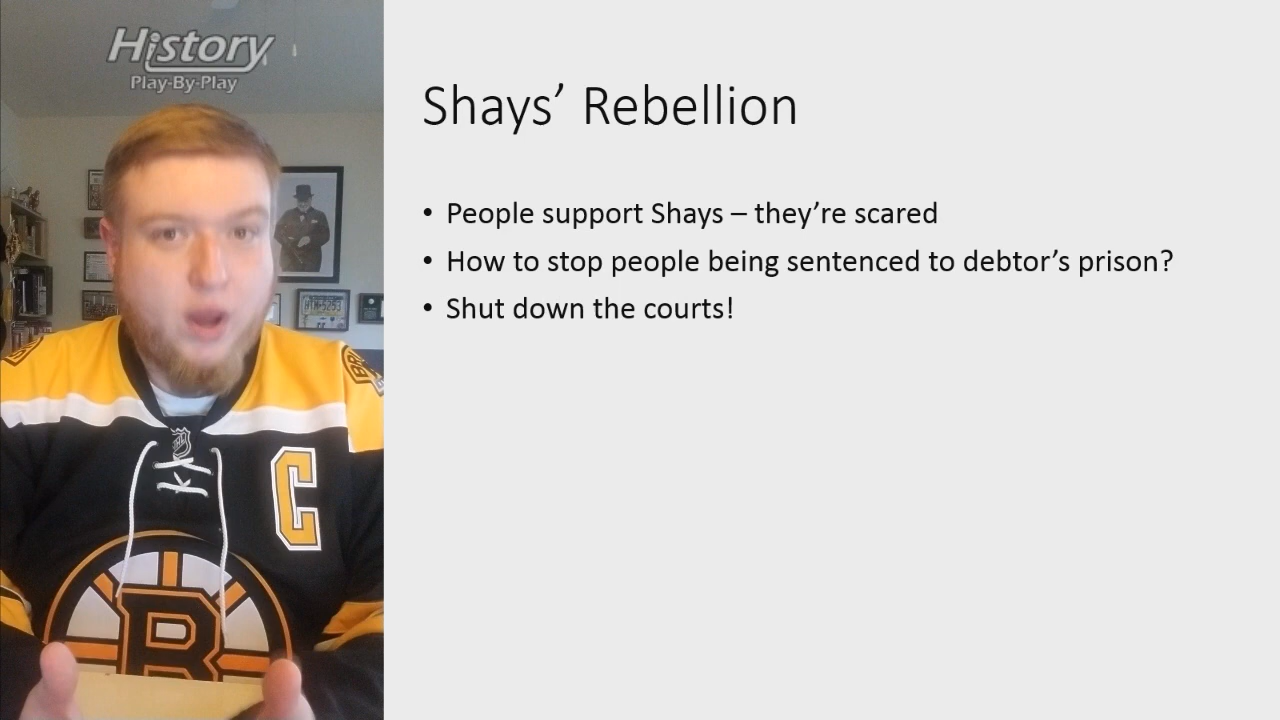 History
Play-By-Play
Shays’ Rebellion
• People support Shays – they’re scared
• How to stop people being sentenced to debtor’s prison?
• Shut down the courts!
C
B